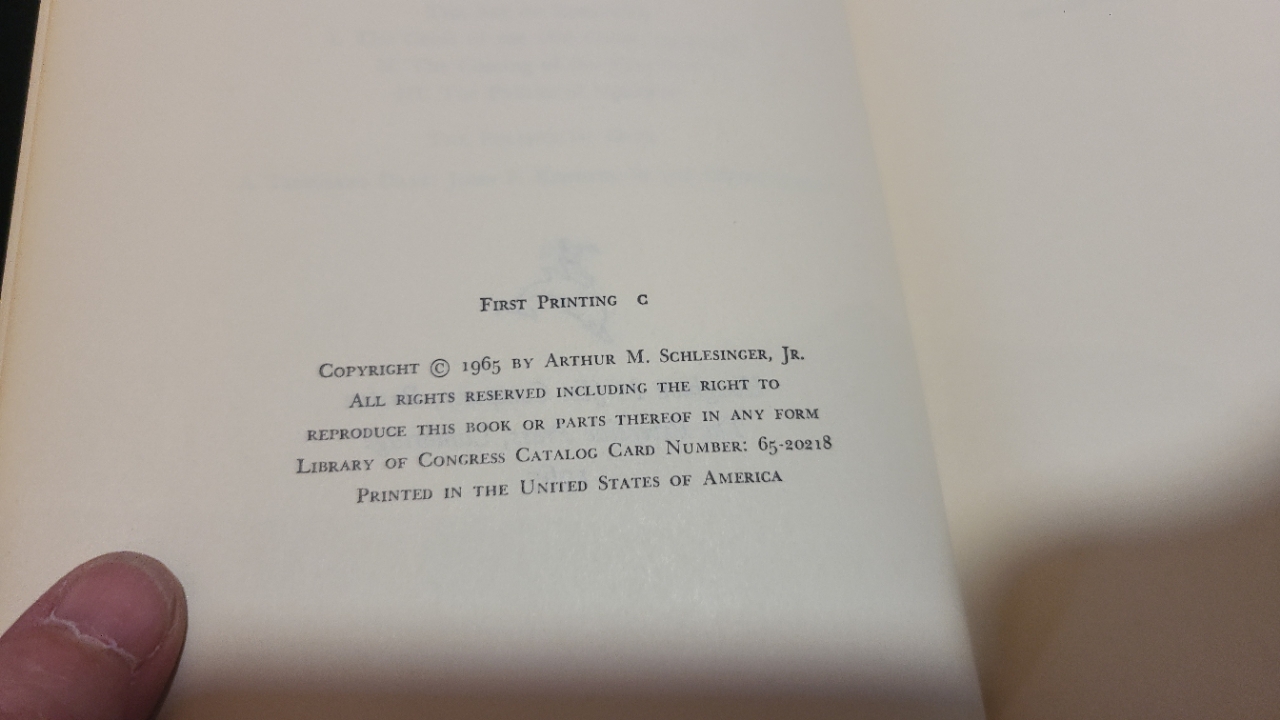 First Printing C
Copyright © 1965 by Arthur M. Schlesinger, Jr.
All rights reserved including the right to
reproduce this book or parts thereof in any form
Library of Congress Catalog Card Number: 65-20218
Printed in the United States of America